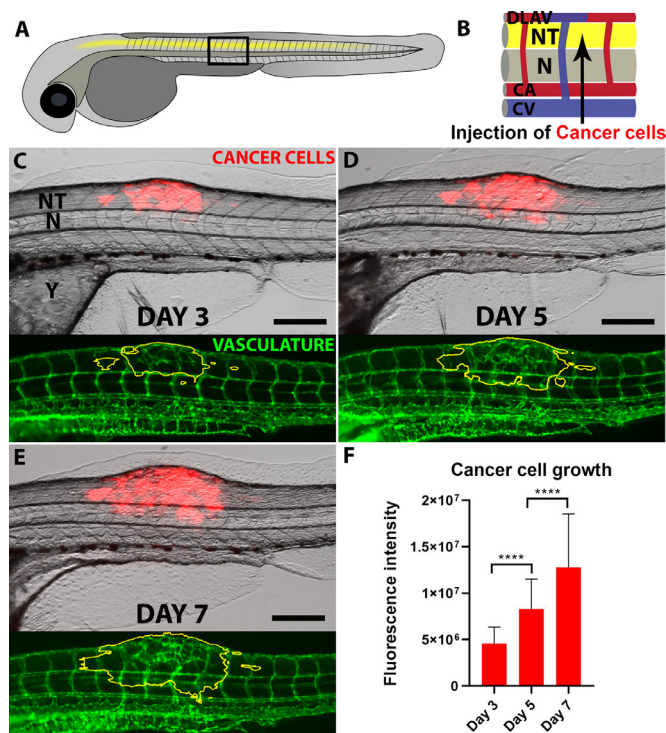 A
B
DLAV
NT
N
CA
CV
Injection of Cancer cells
C
CANCER CELLS
NT
N
Y
DAY 3
VASCULATURE
D
DAY 5
E
DAY 7
F
Cancer cell growth
Fluorescence intensity
2×10⁷
1.5×10⁷
1×10⁷
5×10⁶
0
****
****
Day 3
Day 5
Day 7